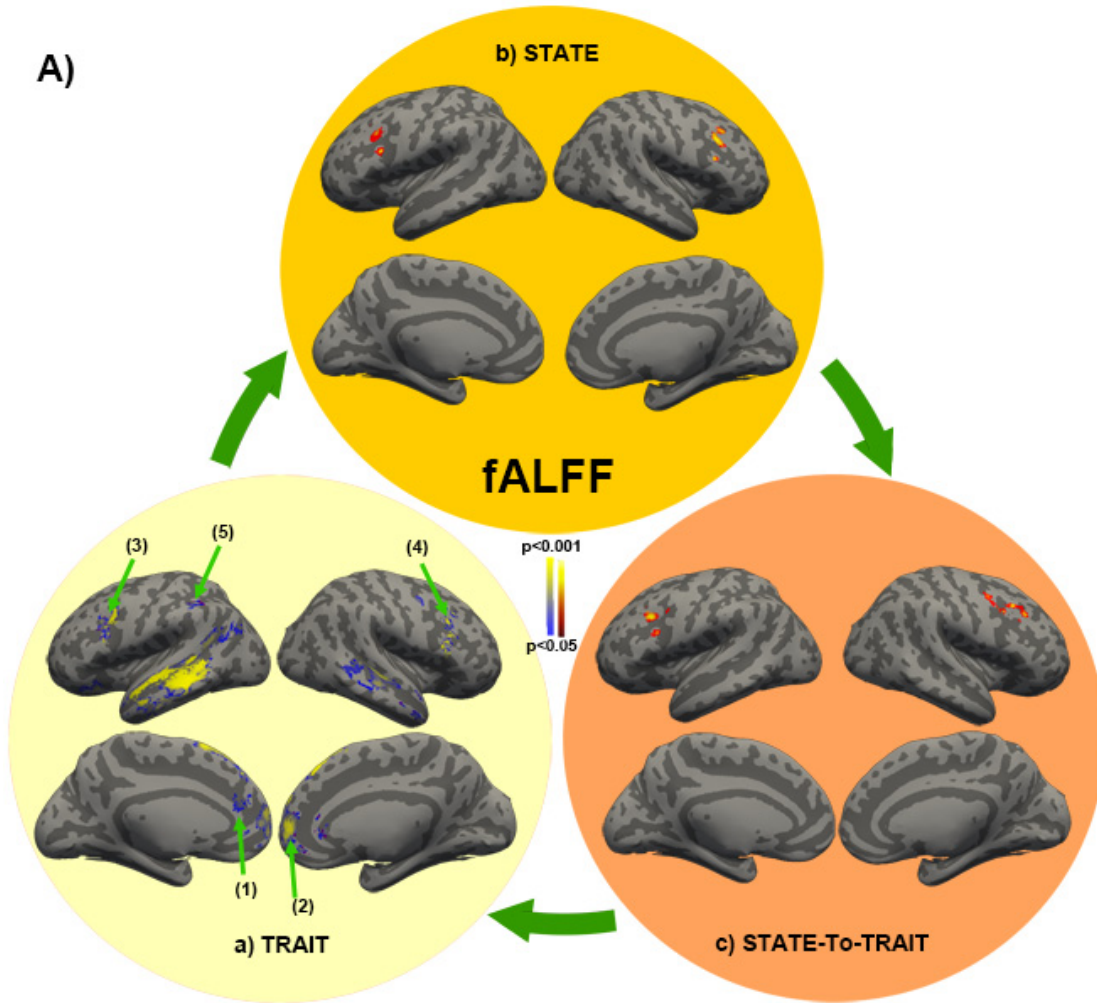 A)
b) STATE
fALFF
p<0.001
p<0.05
(3)
(5)
(4)
(1)
(2)
a) TRAIT
c) STATE-To-TRAIT